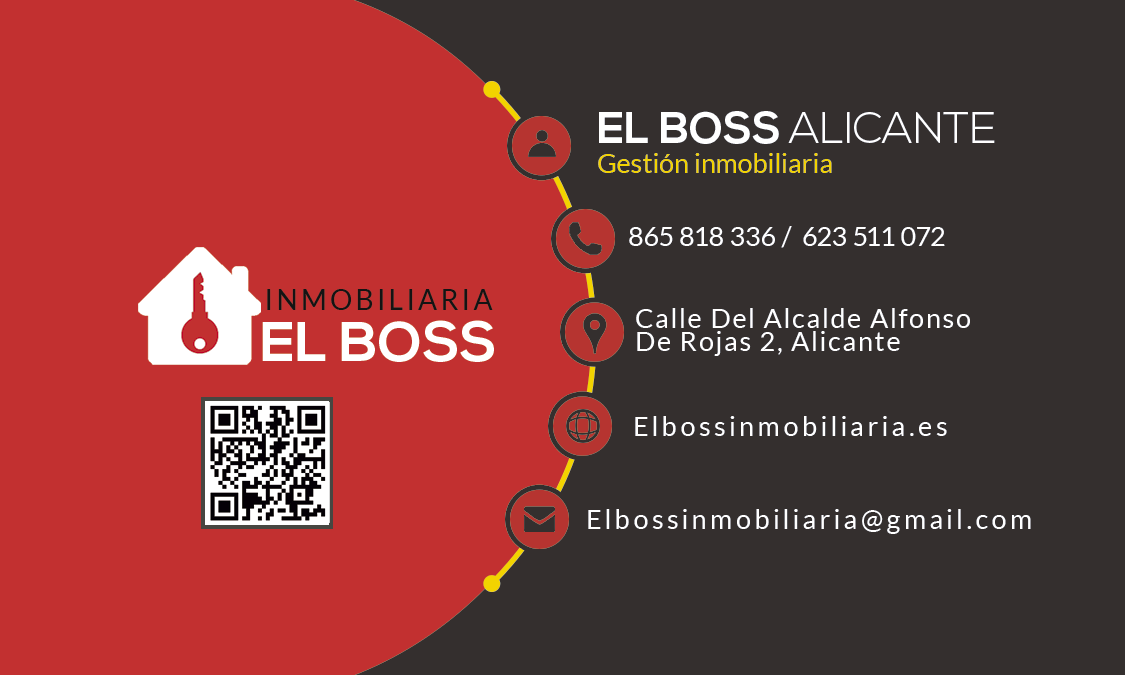 INMOBILIARIA
EL BOSS
EL BOSS ALICANTE
Gestión inmobiliaria
865 818 336 / 623 511 072
Calle Del Alcalde Alfonso
De Rojas 2, Alicante
Elbossinmobiliaria.es
Elbossinmobiliaria@gmail.com